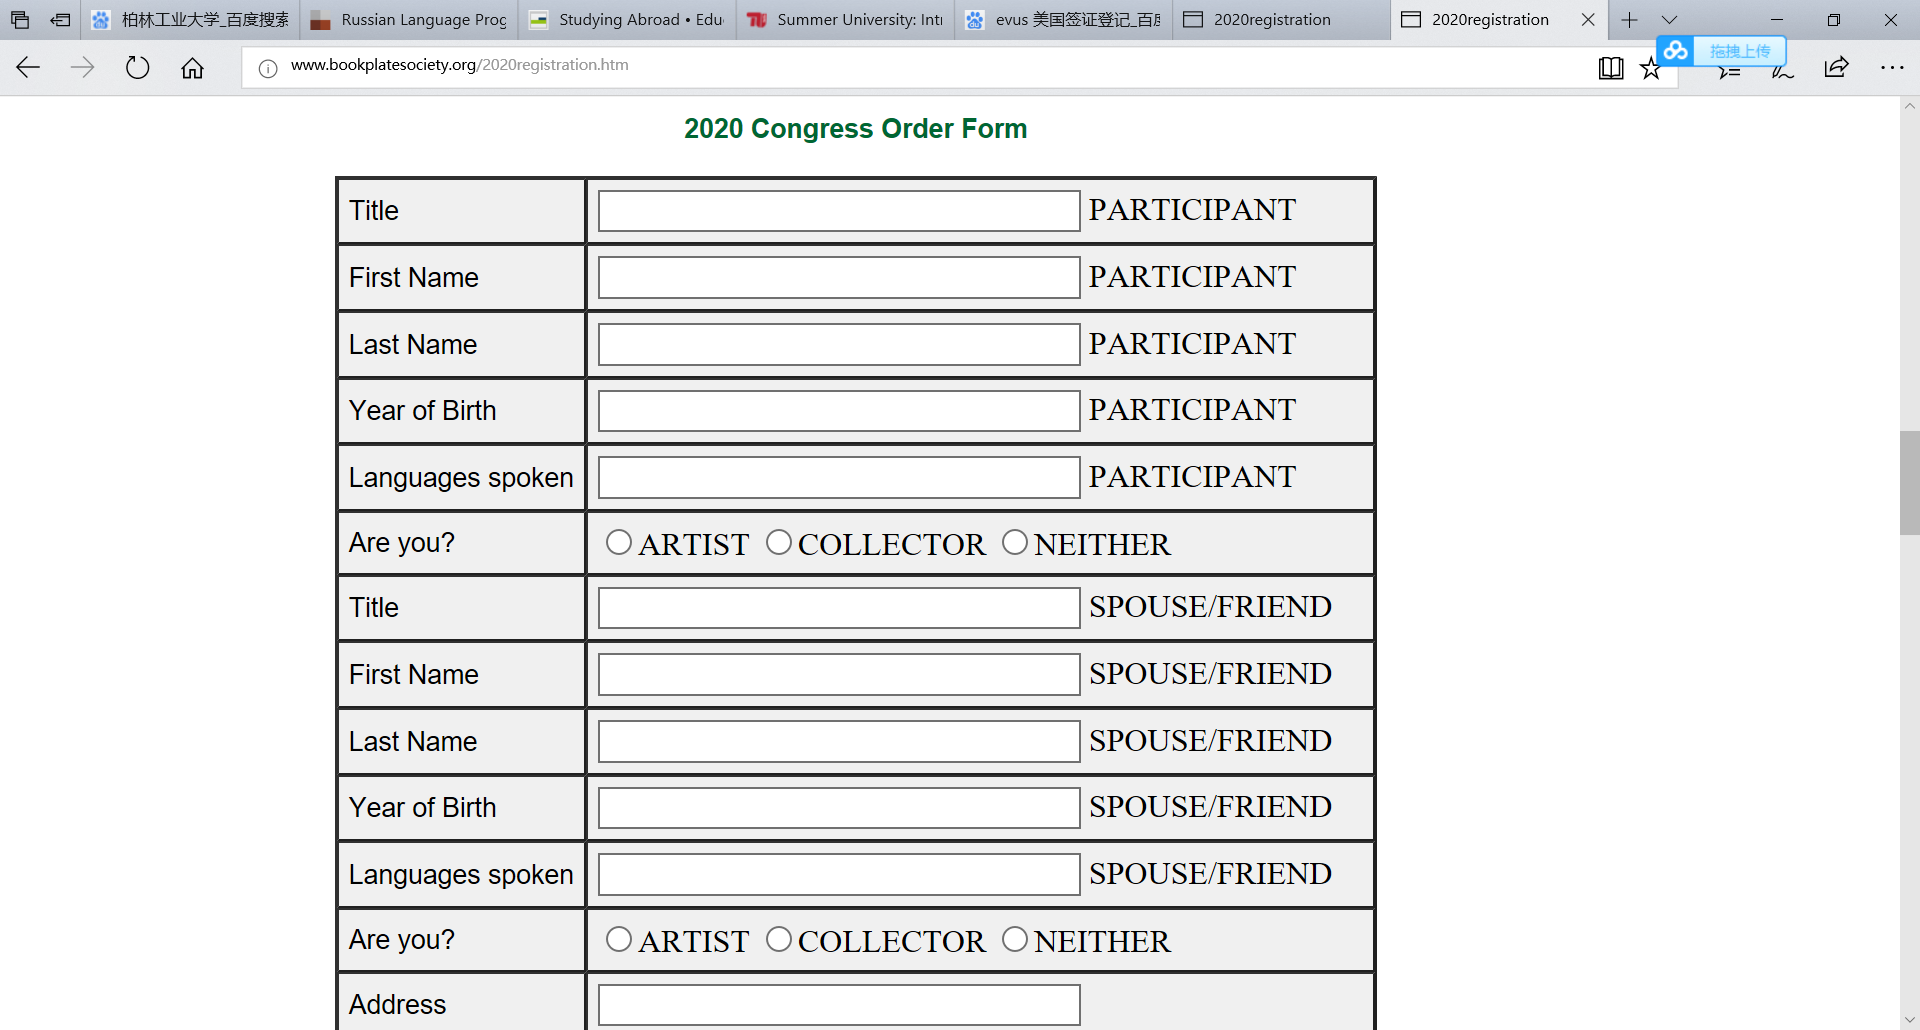 柏林工业大学_百度搜索
Russian Language Prog
Studying Abroad • Edu
Summer University: Intr
evus 美国签证登记_百度
2020registration
2020registration
www.bookplatesociety.org/2020registration.htm
拖拽上传
2020 Congress Order Form
Title PARTICIPANT
First Name PARTICIPANT
Last Name PARTICIPANT
Year of Birth PARTICIPANT
Languages spoken PARTICIPANT
Are you? ARTIST COLLECTOR NEITHER
Title SPOUSE/FRIEND
First Name SPOUSE/FRIEND
Last Name SPOUSE/FRIEND
Year of Birth SPOUSE/FRIEND
Languages spoken SPOUSE/FRIEND
Are you? ARTIST COLLECTOR NEITHER
Address